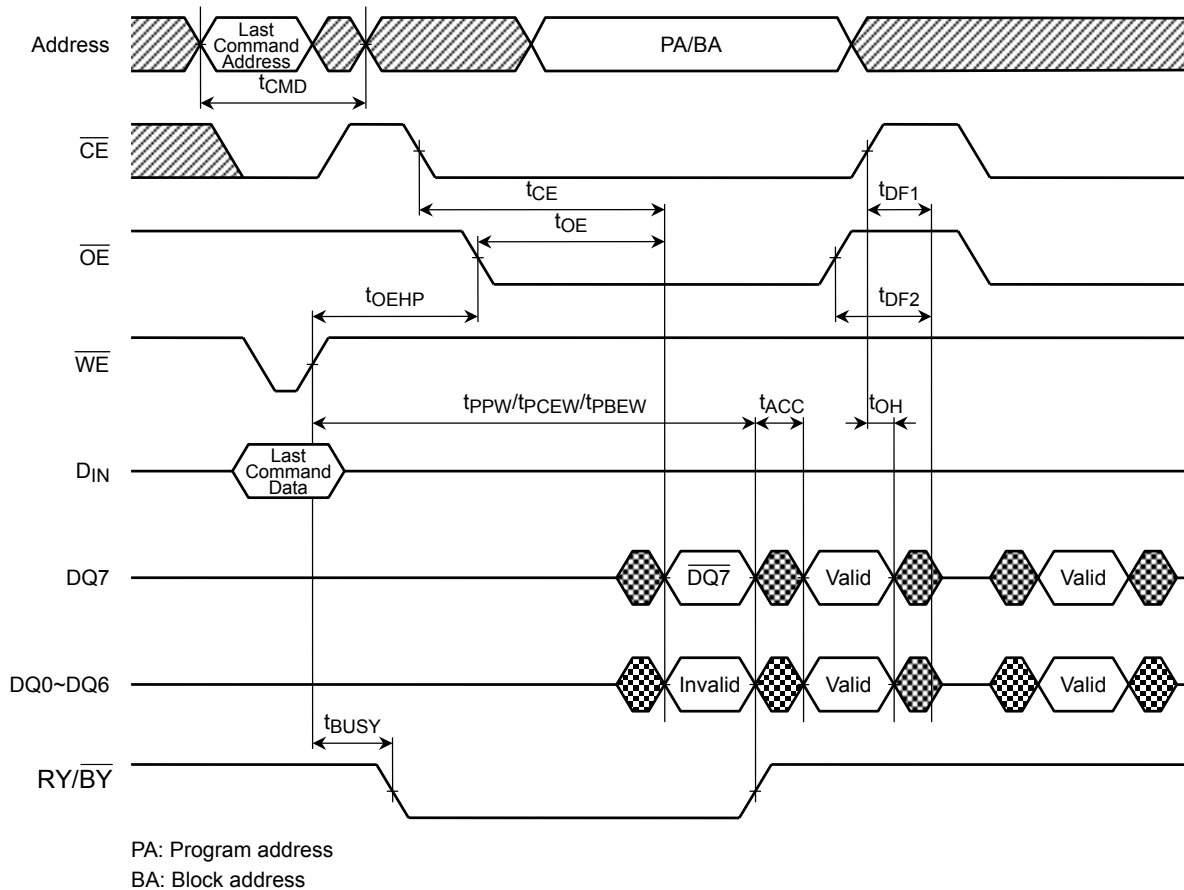 Address
Last
Command
Address
PA/BA
tCMD
CE
tCE
tDF1
tOE
OE
tOEHP
tDF2
WE
tPPW/tPCEW/tPBEW
tACC
tOH
DIN
Last
Command
Data
DQ7
DQ7
Valid
Valid
DQ0~DQ6
Invalid
Valid
Valid
tBUSY
RY/BY
PA: Program address
BA: Block address